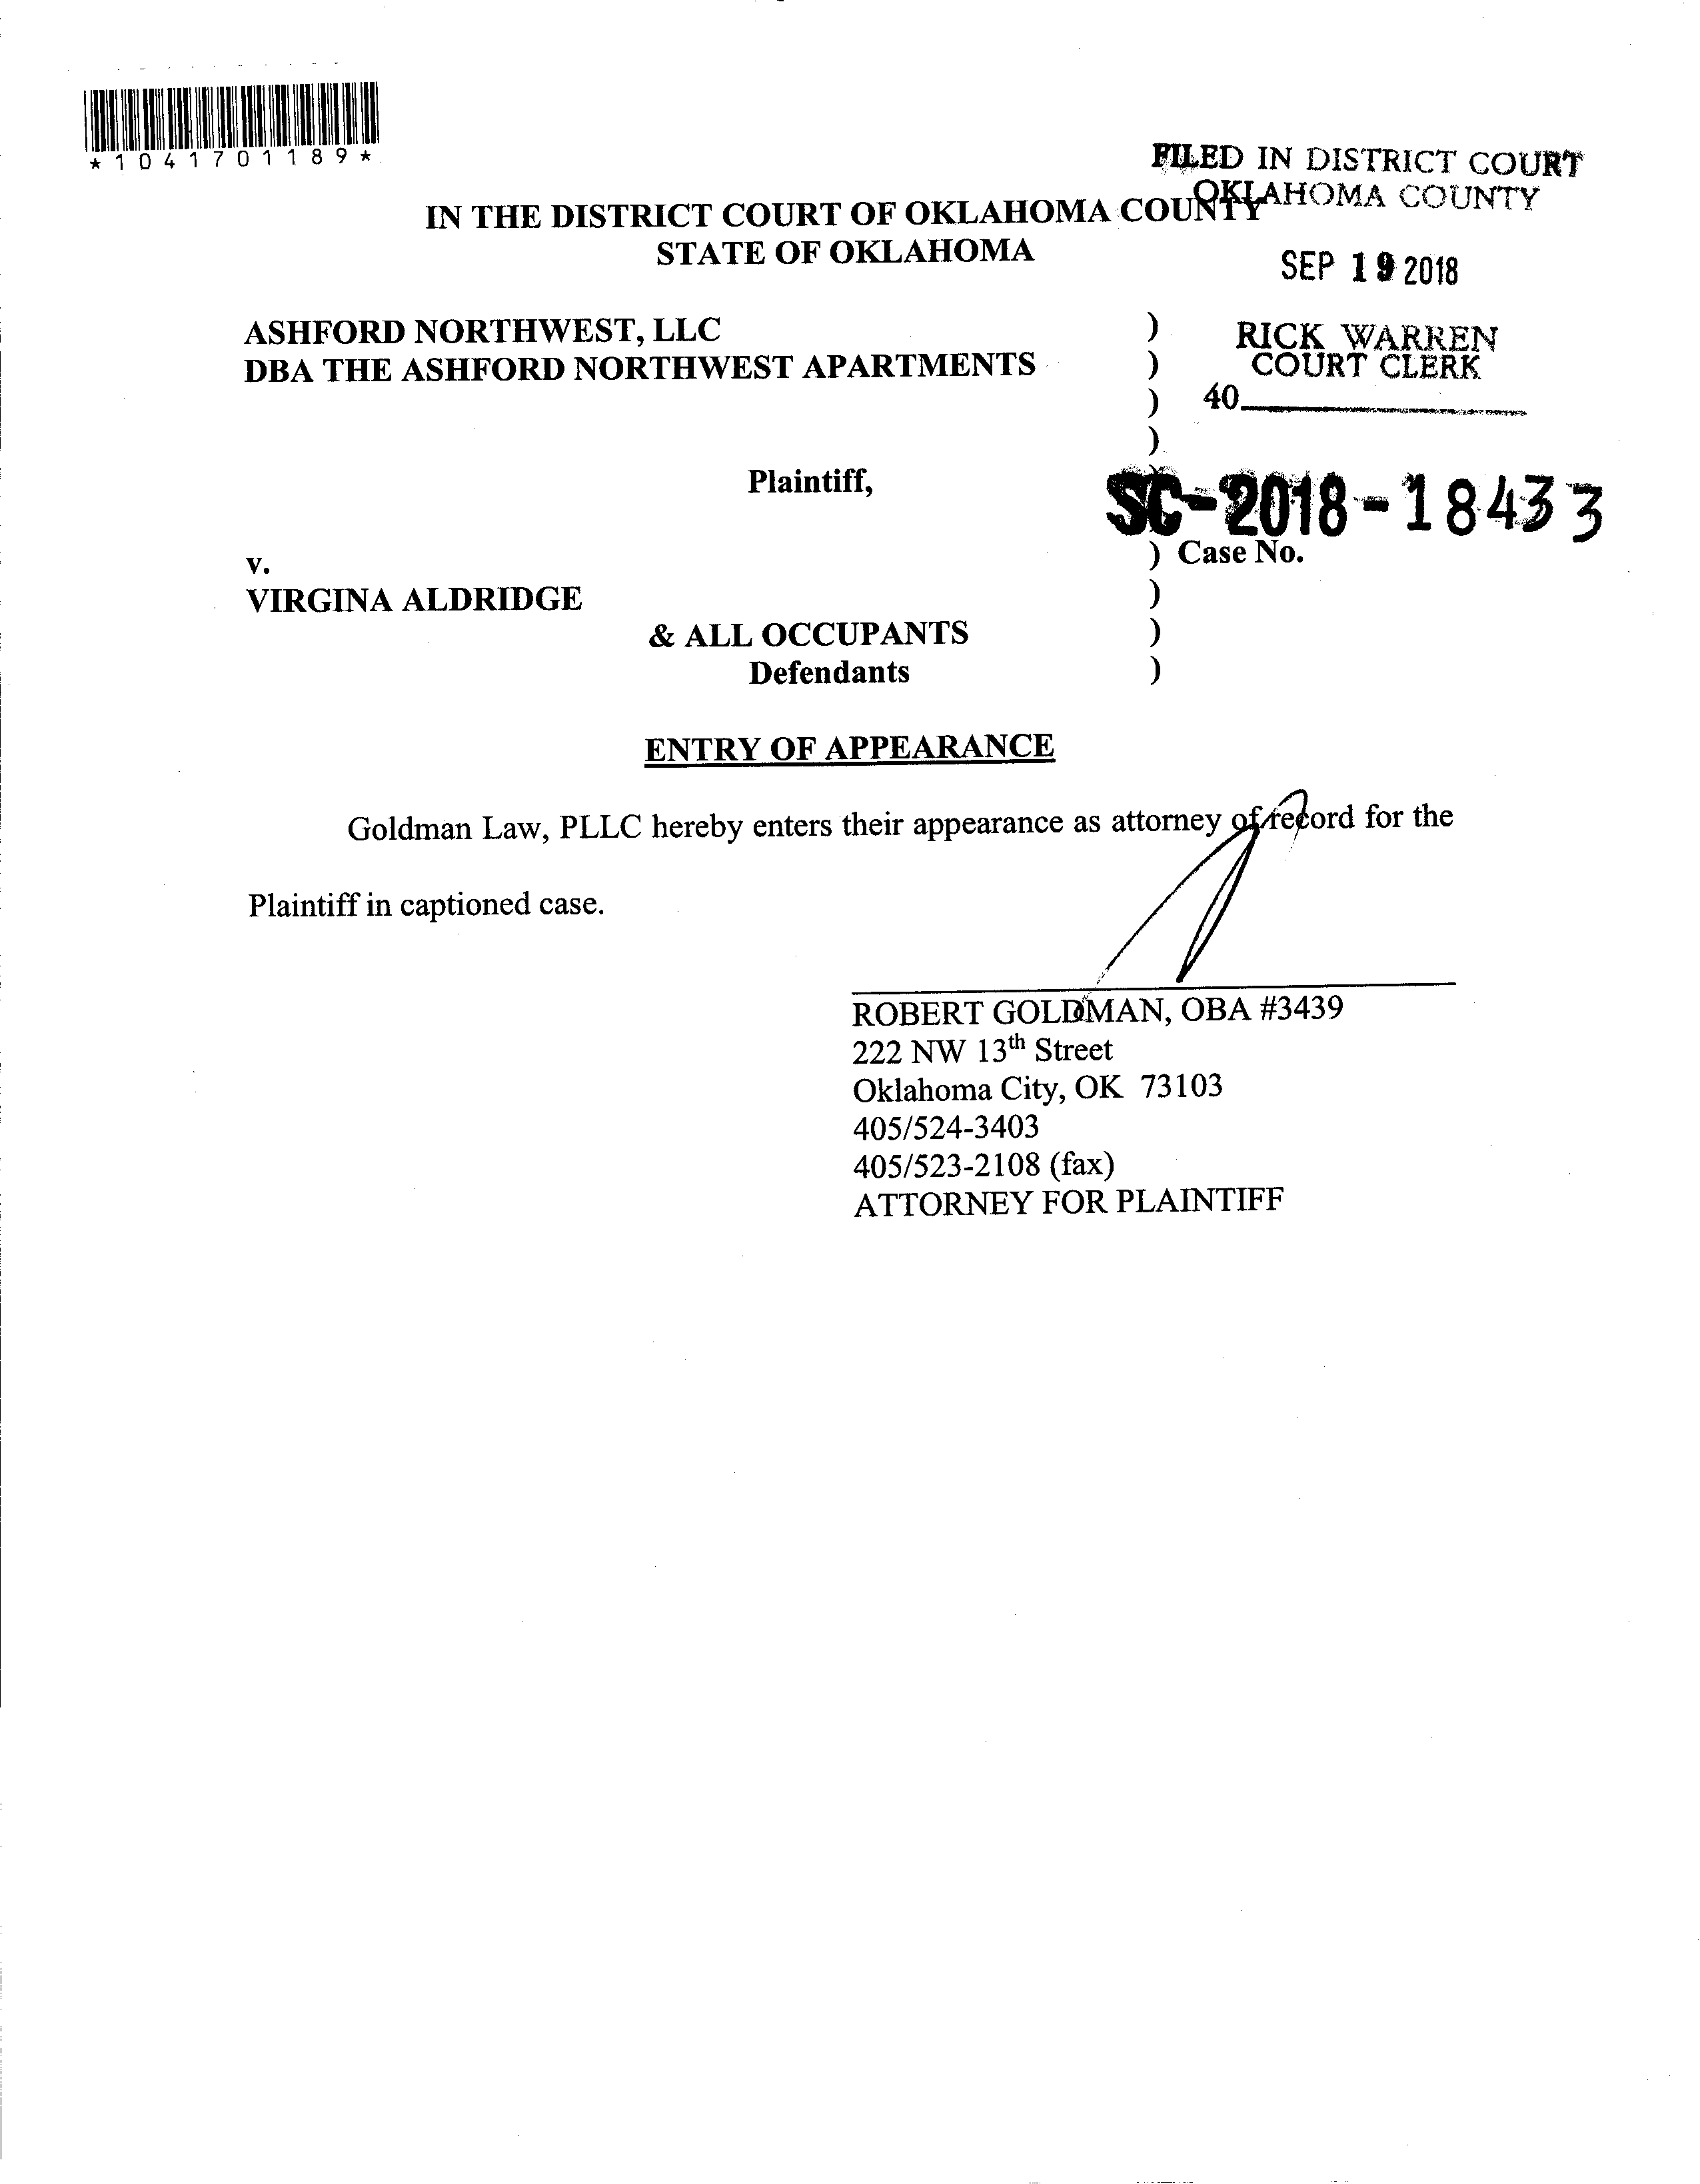 *1041701189*
FILED IN DISTRICT COURT
OKLAHOMA COUNTY
IN THE DISTRICT COURT OF OKLAHOMA COUNTY
STATE OF OKLAHOMA
SEP 19 2018
ASHFORD NORTHWEST, LLC
DBA THE ASHFORD NORTHWEST APARTMENTS
)
)
)
)
RICK WARREN
COURT CLERK
40
Plaintiff,
SC-2018-18433
) Case No.
v.
VIRGINA ALDRIDGE )
& ALL OCCUPANTS )
Defendants )
ENTRY OF APPEARANCE
Goldman Law, PLLC hereby enters their appearance as attorney of record for the
Plaintiff in captioned case.
ROBERT GOLDMAN, OBA #3439
222 NW 13th Street
Oklahoma City, OK 73103
405/524-3403
405/523-2108 (fax)
ATTORNEY FOR PLAINTIFF